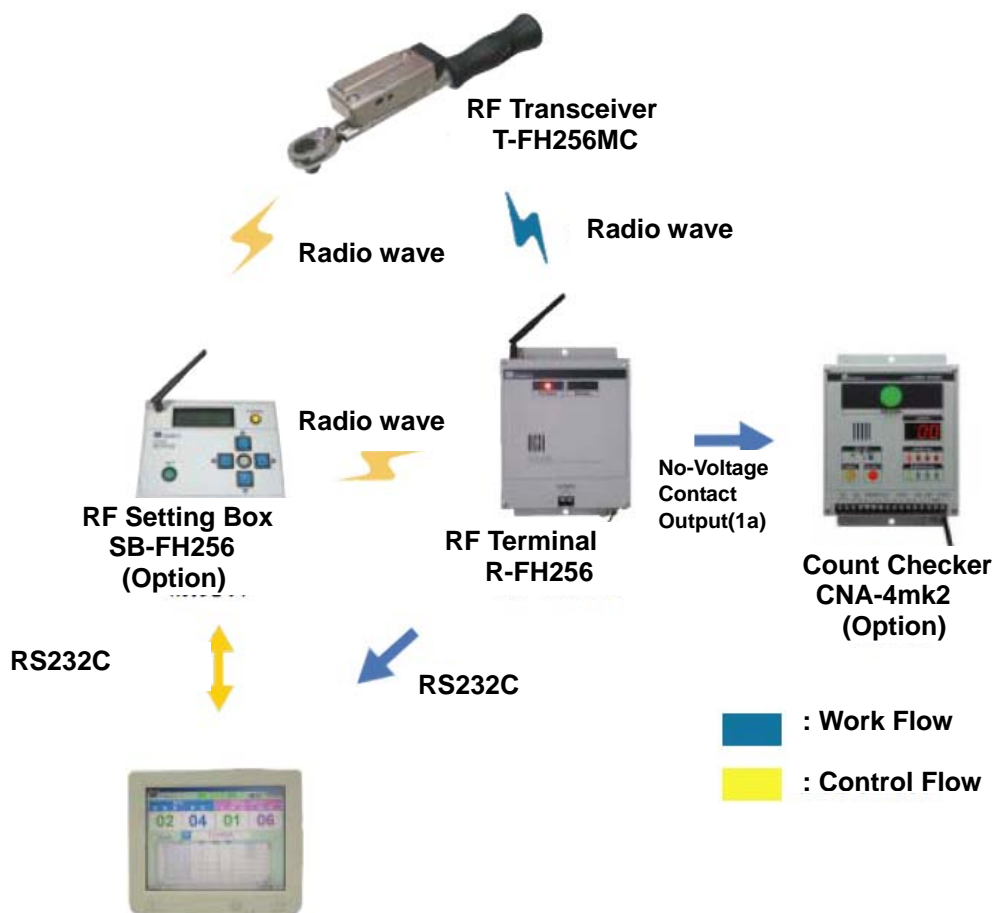 RF Transceiver
T-FH256MC
Radio wave
Radio wave
Radio wave
No-Voltage
Contact
Output(1a)
RF Setting Box
SB-FH256
(Option)
RF Terminal
R-FH256
Count Checker
CNA-4mk2
(Option)
RS232C
RS232C
: Work Flow
: Control Flow
02 04 01 06